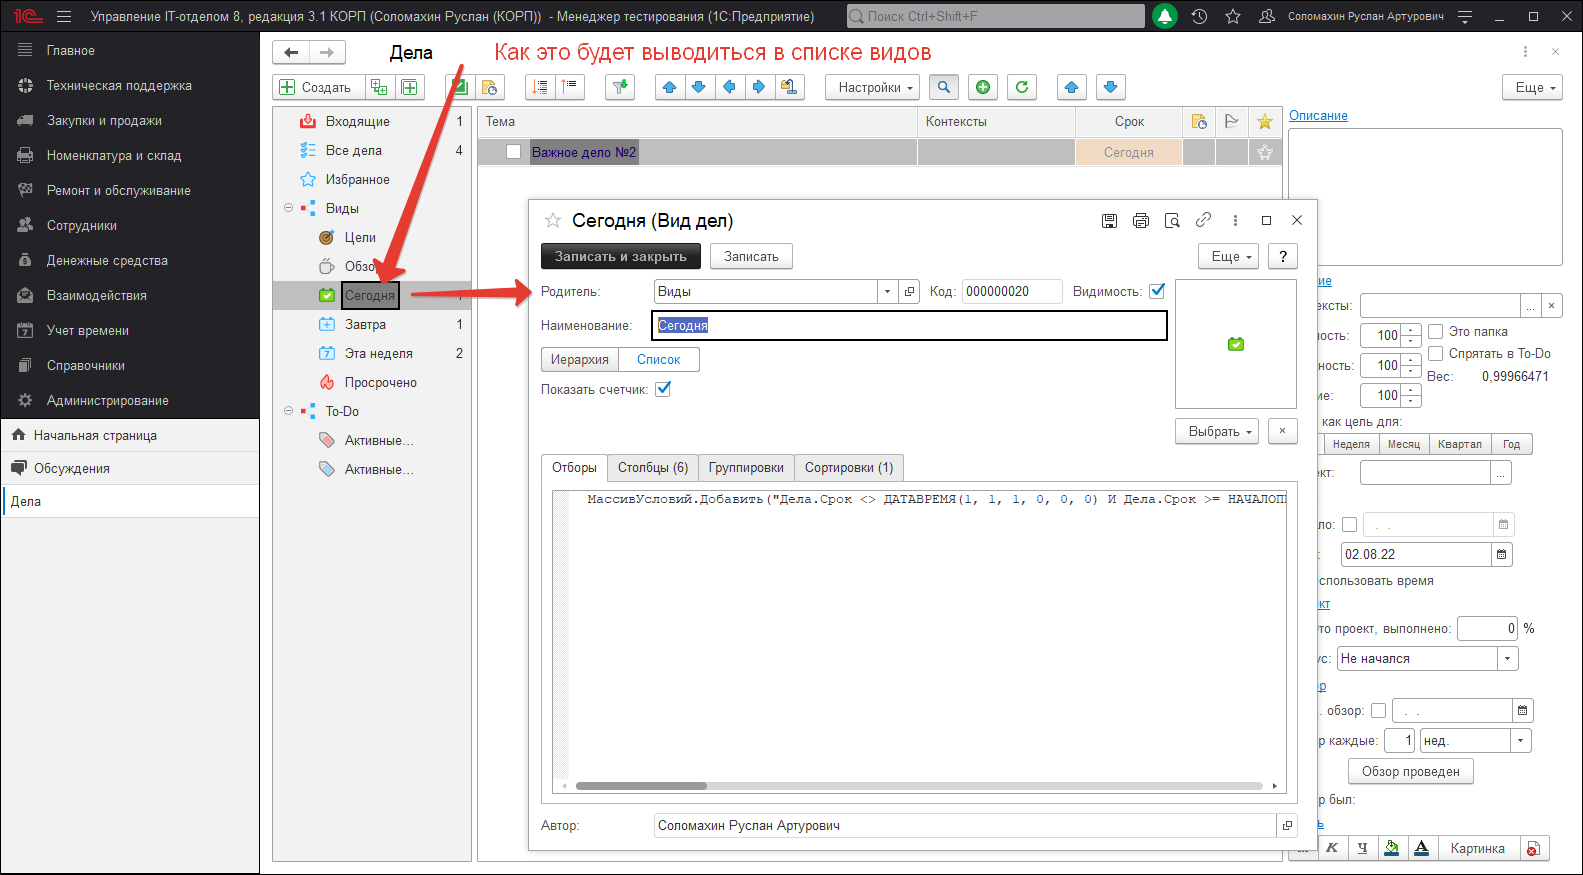 1С Управление IT-отделом 8, редакция 3.1 КОРП (Соломахин Руслан (КОРП)) - Менеджер тестирования (1С:Предприятие)
Поиск Ctrl+Shift+F
Соломахин Руслан Артурович
Главное
Техническая поддержка
Закупки и продажи
Номенклатура и склад
Ремонт и обслуживание
Сотрудники
Денежные средства
Взаимодействия
Учет времени
Справочники
Администрирование
Начальная страница
Обсуждения
Дела
Дела
Как это будет выводиться в списке видов
Создать
Настройки
Еще
Входящие 1
Все дела 4
Избранное
Виды
Цели
Обзо
Сегодня
Завтра 1
Эта неделя 2
Просрочено
To-Do
Активные...
Активные...
Тема Контексты Срок
Важное дело №2 Сегодня
Сегодня (Вид дел)
Записать и закрыть Записать Еще ?
Родитель: Виды Код: 000000020 Видимость:
Наименование: Сегодня
Иерархия Список
Показать счетчик:
Выбрать ×
Отборы Столбцы (6) Группировки Сортировки (1)
МассивУсловий.Добавить("Дела.Срок <> ДАТАВРЕМЯ(1, 1, 1, 0, 0, 0) И Дела.Срок >= НАЧАЛОП
Автор: Соломахин Руслан Артурович
Описание
ие
ексты: ... ×
ность: 100 Это папка
Спрятать в To-Do
ность: 100 Вес: 0,99966471
ие: 100
как цель для:
Неделя Месяц Квартал Год
кт: ...
ло: . .
: 02.08.22
спользовать время
кт
то проект, выполнено: 0 %
ус: Не начался
ор
. обзор: . .
р каждые: 1 нед.
Обзор проведен
р был:
ь
К Ч А Картинка